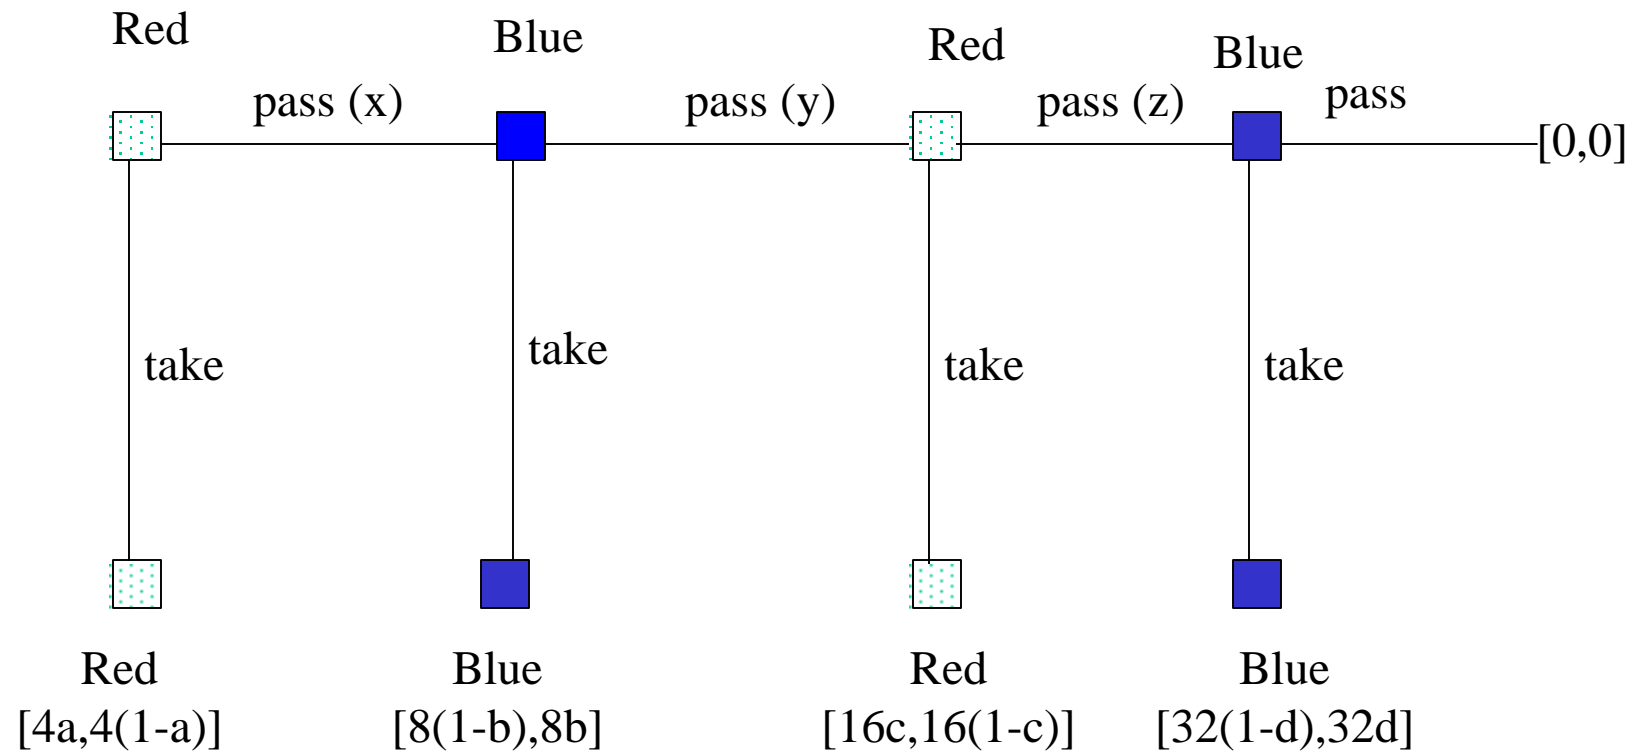 Red
Blue
Red
Blue
pass (x)
pass (y)
pass (z)
pass
[0,0]
take
take
take
take
Red
Blue
Red
Blue
[4a,4(1-a)]
[8(1-b),8b]
[16c,16(1-c)]
[32(1-d),32d]